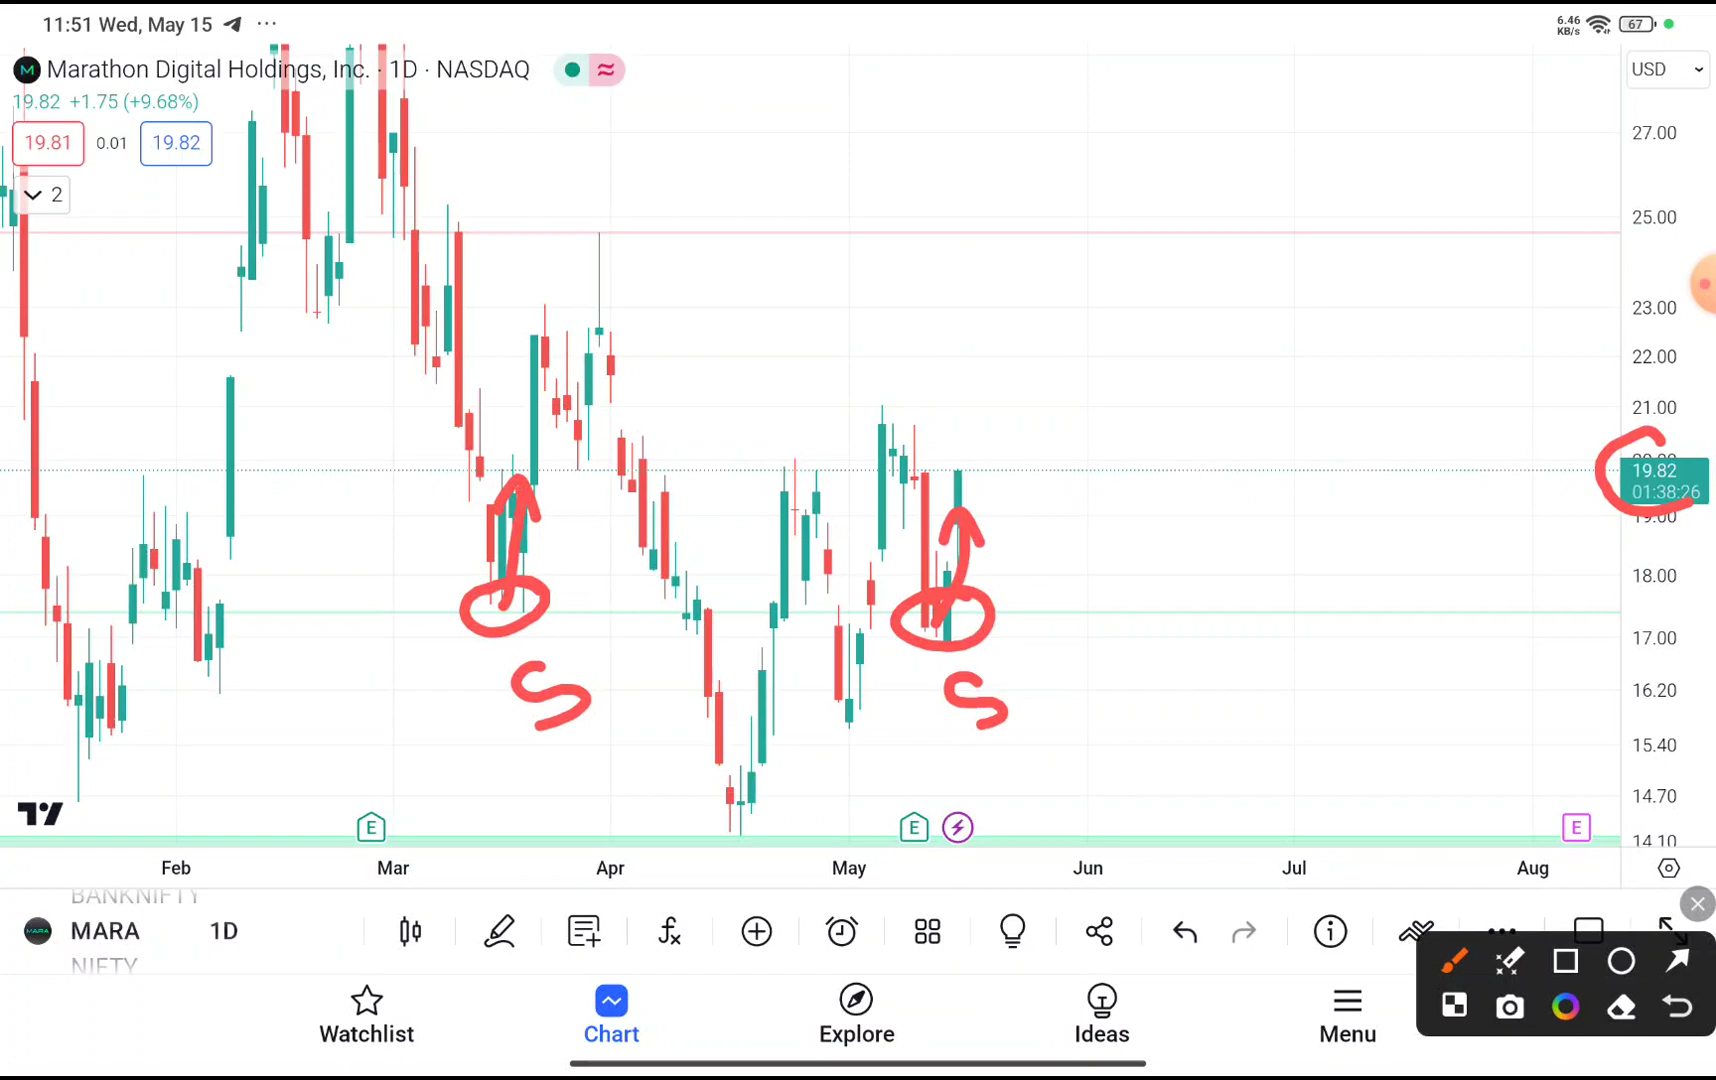 11:51 Wed, May 15
6.46
KB/s
67
Marathon Digital Holdings, Inc. · 1D · NASDAQ
USD
19.82 +1.75 (+9.68%)
19.81 0.01 19.82
2
27.00
25.00
23.00
22.00
21.00
19.82
01:38:26
19.00
18.00
17.00
16.20
15.40
14.70
14.10
S
S
E
E
E
Feb Mar Apr May Jun Jul Aug
BANKNIFTY
MARA 1D
NIFTY
Watchlist
Chart
Explore
Ideas
Menu